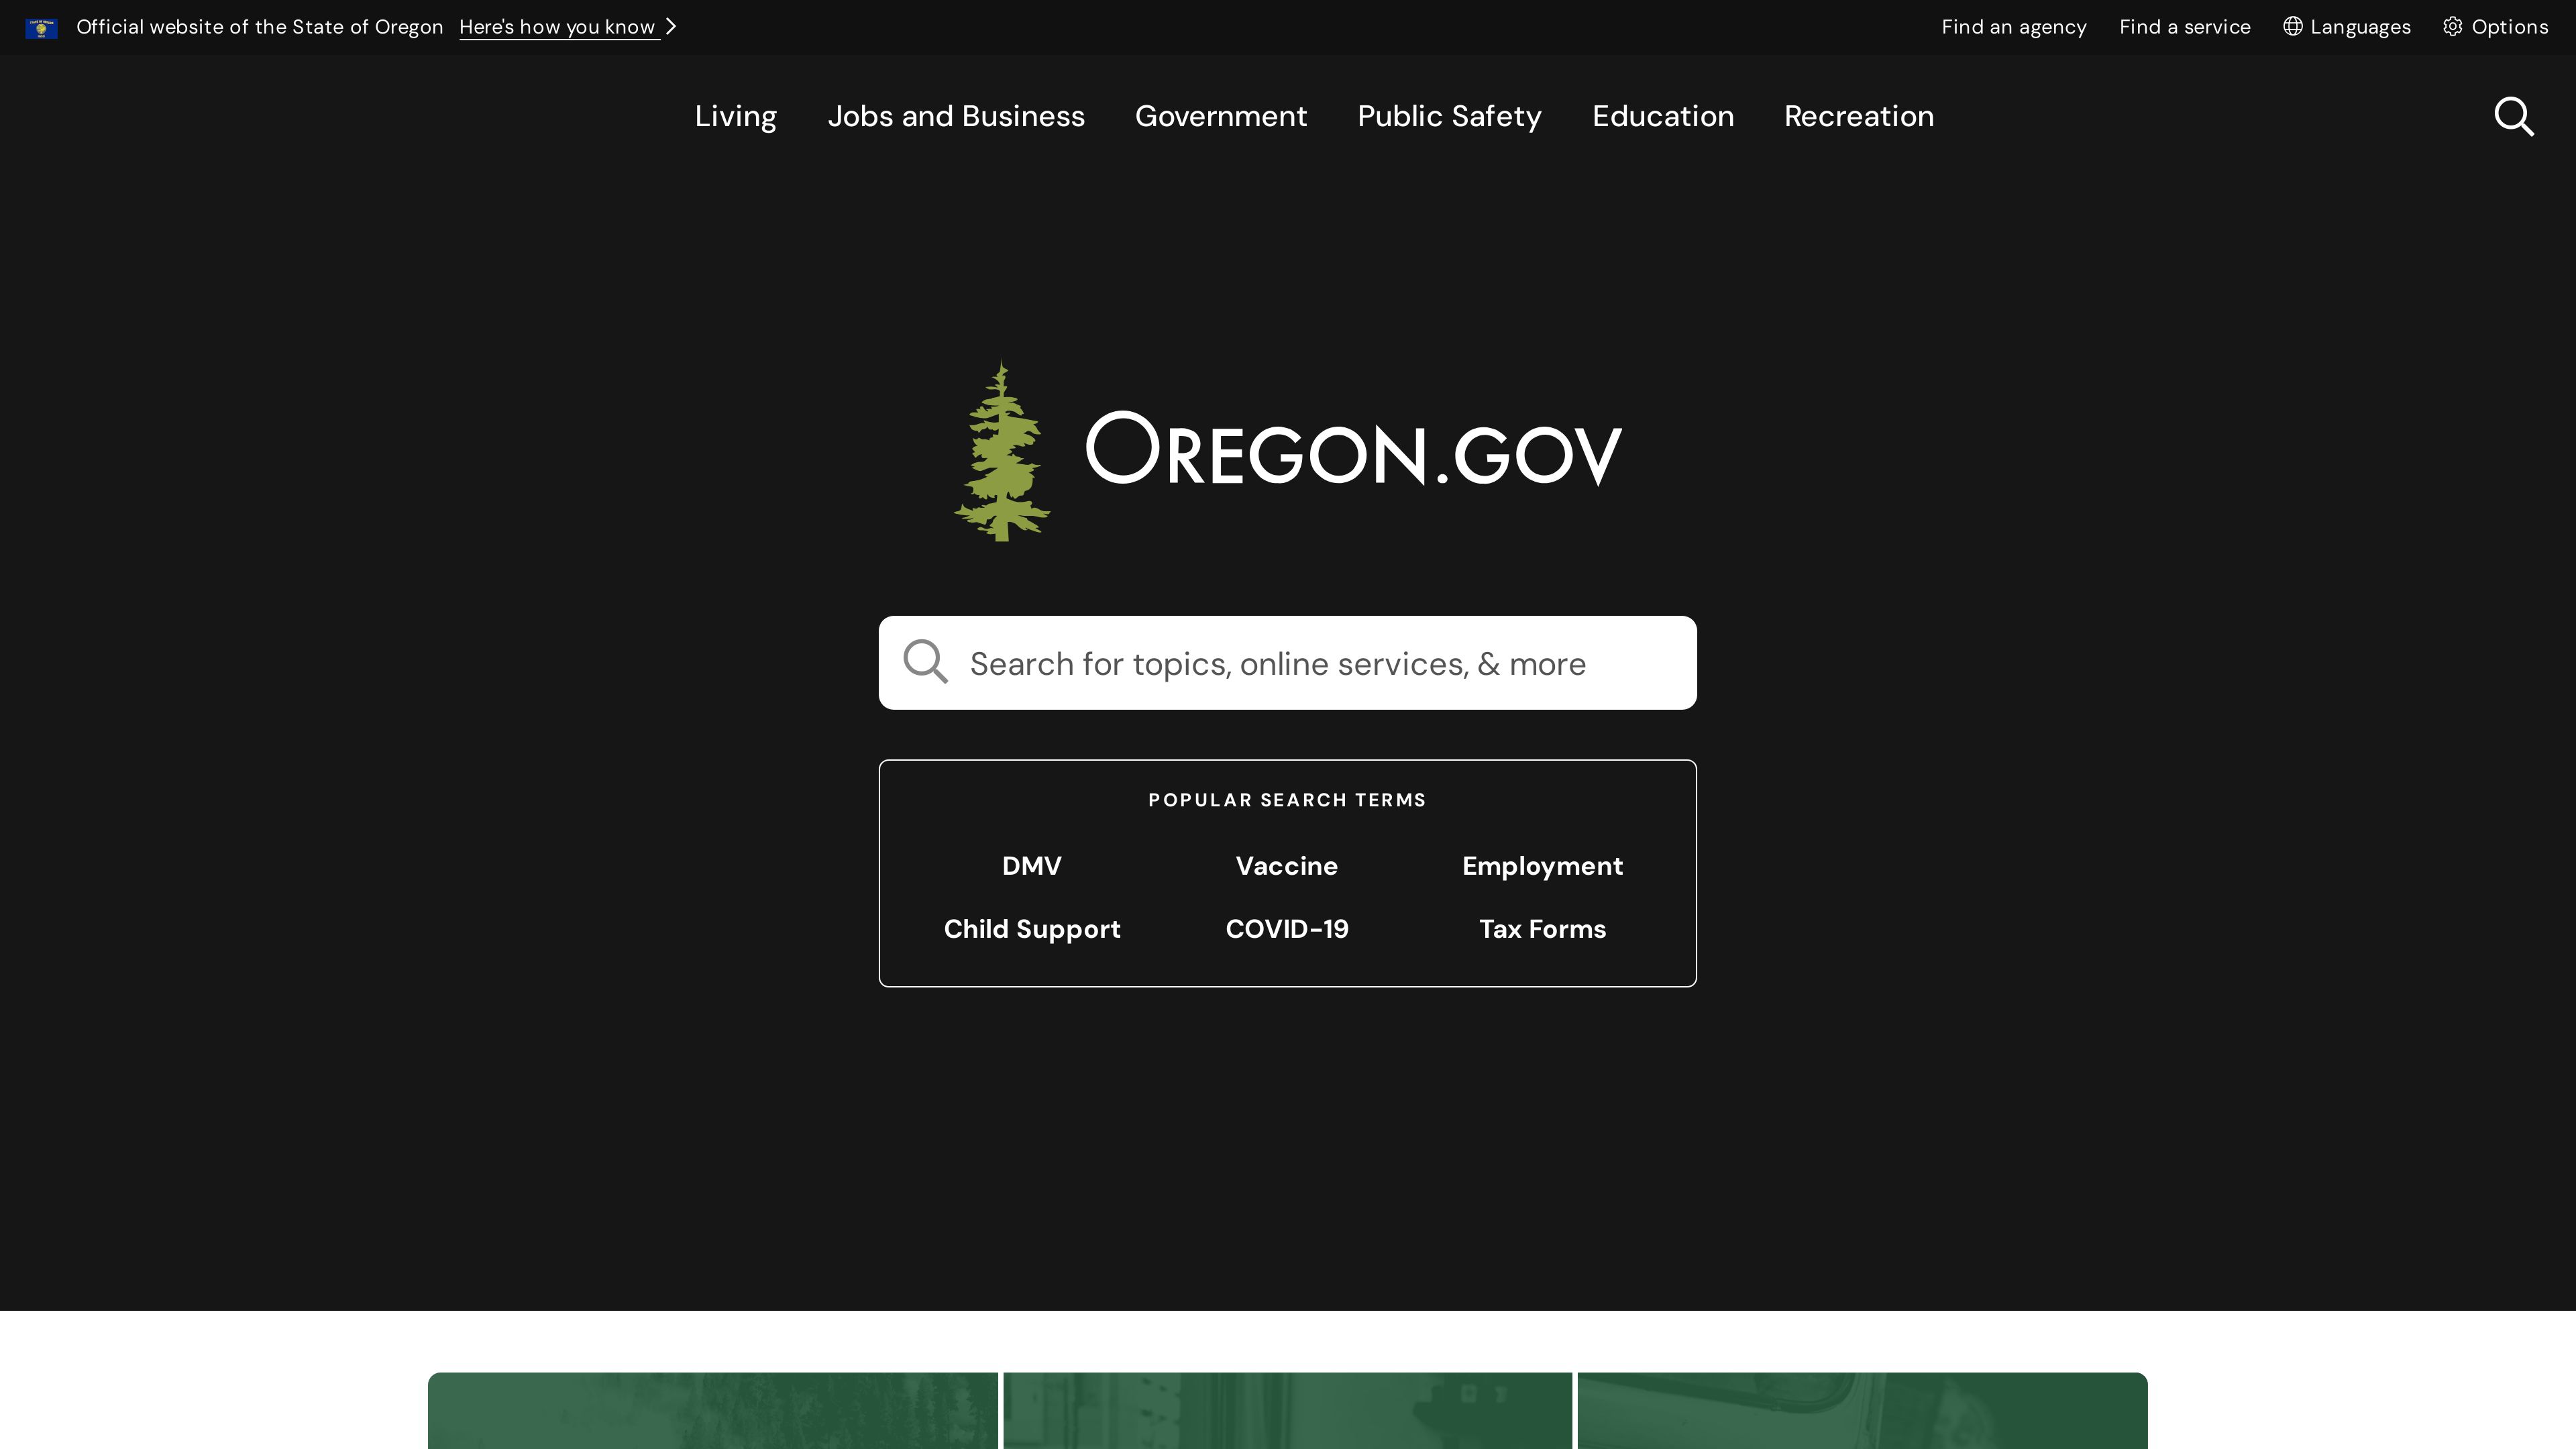 Official website of the State of Oregon Here's how you know
Find an agency Find a service Languages Options
Living Jobs and Business Government Public Safety Education Recreation
OREGON.GOV
Search for topics, online services, & more
POPULAR SEARCH TERMS
DMV Vaccine Employment
Child Support COVID-19 Tax Forms